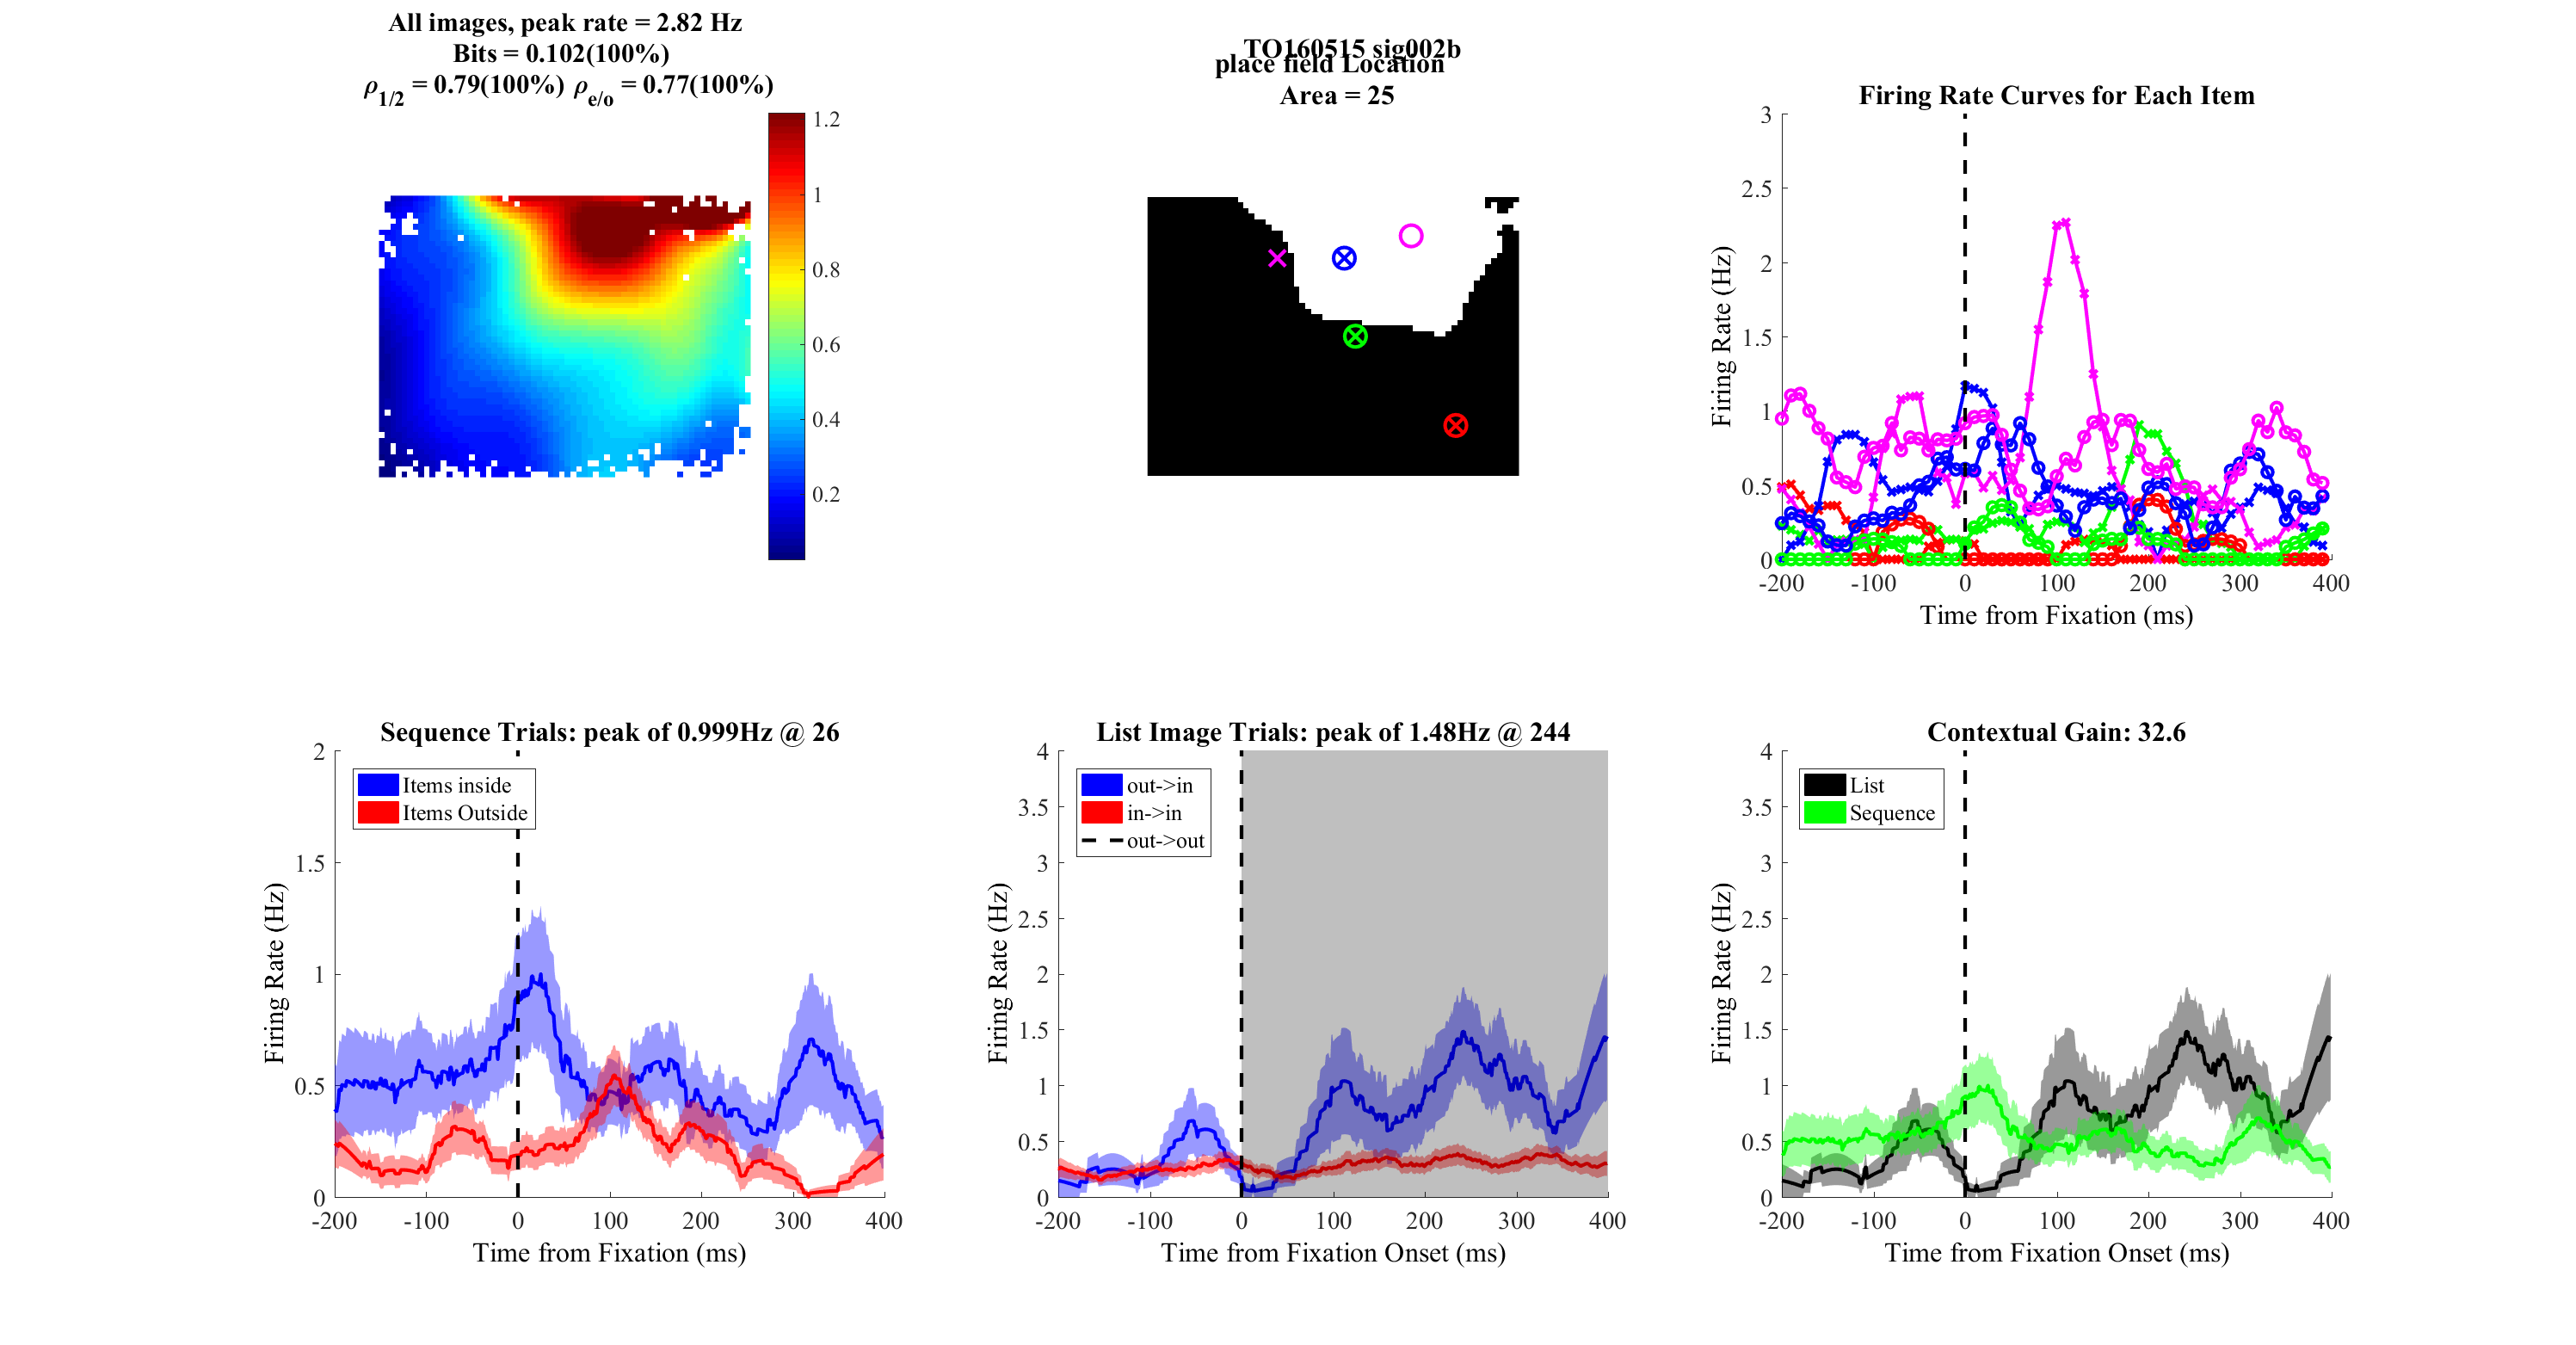 All images, peak rate = 2.82 Hz
Bits = 0.102(100%)
ρ1/2 = 0.79(100%) ρe/o = 0.77(100%)
1.2
1
0.8
0.6
0.4
0.2
TO160515 sig002b
place field Location
Area = 25
Firing Rate Curves for Each Item
Firing Rate (Hz)
3
2.5
2
1.5
1
0.5
0
-200 -100 0 100 200 300 400
Time from Fixation (ms)
Sequence Trials: peak of 0.999Hz @ 26
Items inside
Items Outside
Firing Rate (Hz)
2
1.5
1
0.5
0
-200 -100 0 100 200 300 400
Time from Fixation (ms)
List Image Trials: peak of 1.48Hz @ 244
out->in
in->in
out->out
Firing Rate (Hz)
4
3.5
3
2.5
2
1.5
1
0.5
0
-200 -100 0 100 200 300 400
Time from Fixation Onset (ms)
Contextual Gain: 32.6
List
Sequence
Firing Rate (Hz)
4
3.5
3
2.5
2
1.5
1
0.5
0
-200 -100 0 100 200 300 400
Time from Fixation Onset (ms)